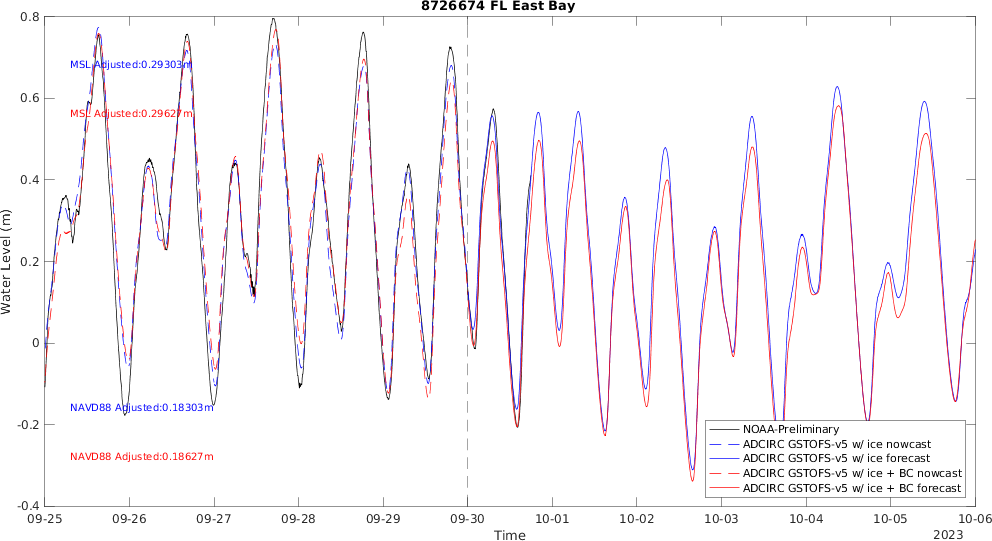 8726674 FL East Bay
0.8
0.6
0.4
0.2
0
-0.2
-0.4
Water Level (m)
MSL Adjusted:0.29303m
MSL Adjusted:0.29627m
NAVD88 Adjusted:0.18303m
NAVD88 Adjusted:0.18627m
NOAA-Preliminary
ADCIRC GSTOFS-v5 w/ ice nowcast
ADCIRC GSTOFS-v5 w/ ice forecast
ADCIRC GSTOFS-v5 w/ ice + BC nowcast
ADCIRC GSTOFS-v5 w/ ice + BC forecast
09-25 09-26 09-27 09-28 09-29 09-30 10-01 10-02 10-03 10-04 10-05 10-06
Time
2023